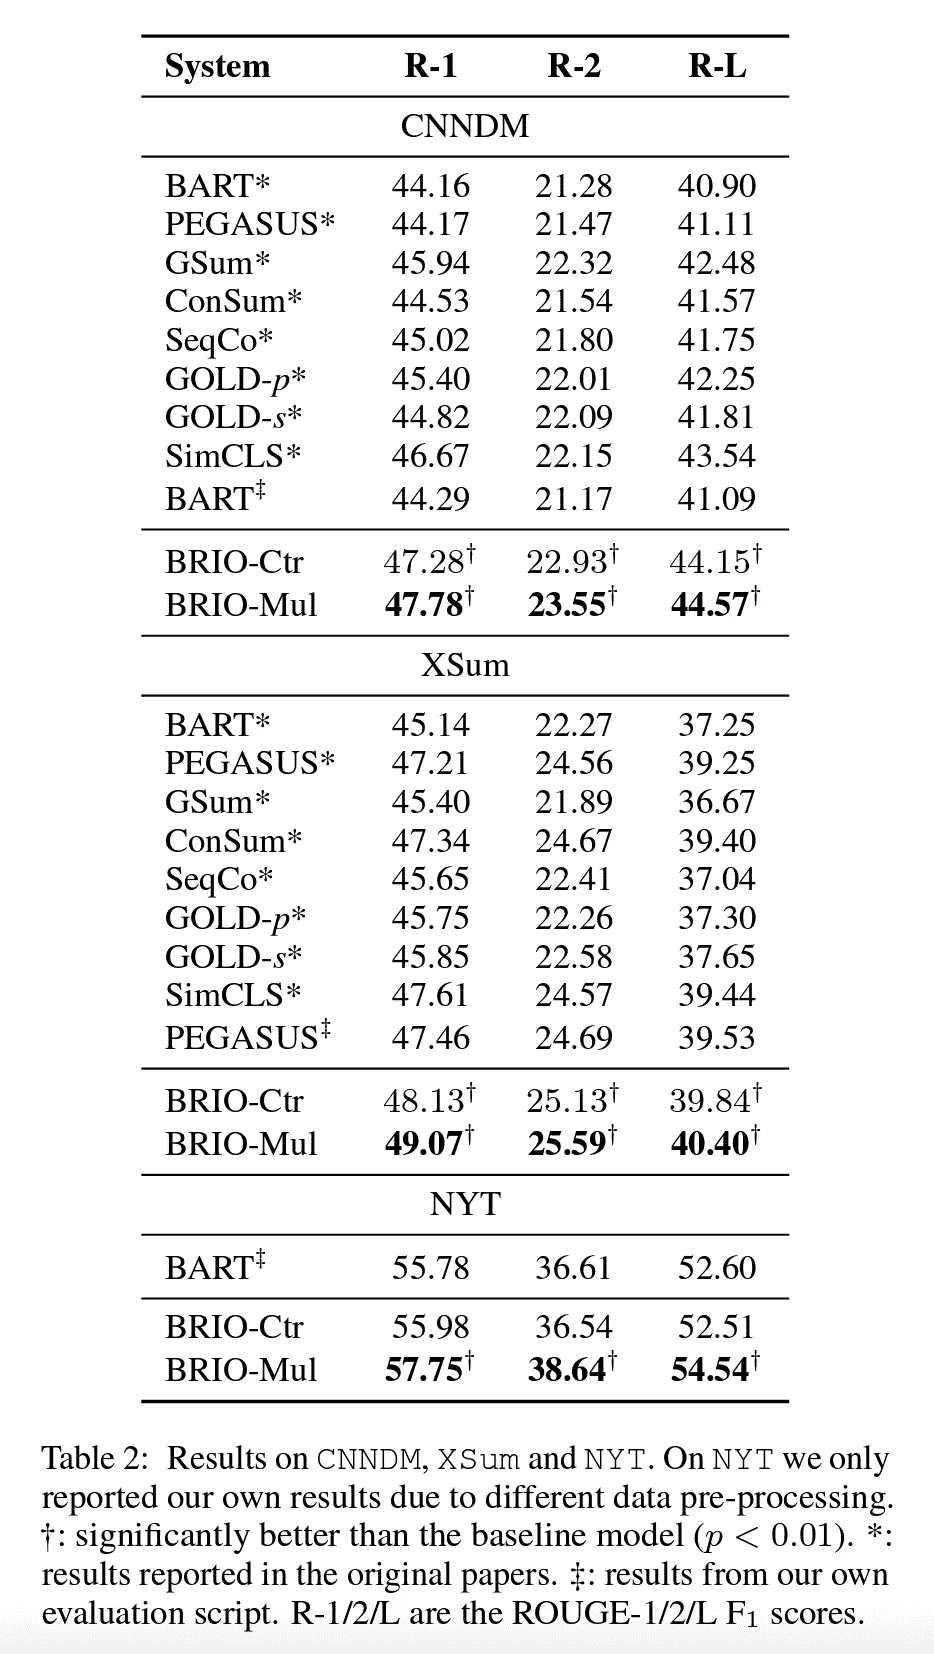 System R-1 R-2 R-L
CNNDM
BART* 44.16 21.28 40.90
PEGASUS* 44.17 21.47 41.11
GSum* 45.94 22.32 42.48
ConSum* 44.53 21.54 41.57
SeqCo* 45.02 21.80 41.75
GOLD-p* 45.40 22.01 42.25
GOLD-s* 44.82 22.09 41.81
SimCLS* 46.67 22.15 43.54
BART‡ 44.29 21.17 41.09
BRIO-Ctr 47.28† 22.93† 44.15†
BRIO-Mul 47.78† 23.55† 44.57†
XSum
BART* 45.14 22.27 37.25
PEGASUS* 47.21 24.56 39.25
GSum* 45.40 21.89 36.67
ConSum* 47.34 24.67 39.40
SeqCo* 45.65 22.41 37.04
GOLD-p* 45.75 22.26 37.30
GOLD-s* 45.85 22.58 37.65
SimCLS* 47.61 24.57 39.44
PEGASUS‡ 47.46 24.69 39.53
BRIO-Ctr 48.13† 25.13† 39.84†
BRIO-Mul 49.07† 25.59† 40.40†
NYT
BART‡ 55.78 36.61 52.60
BRIO-Ctr 55.98 36.54 52.51
BRIO-Mul 57.75† 38.64† 54.54†
Table 2: Results on CNNDM, XSum and NYT. On NYT we only
reported our own results due to different data pre-processing.
†: significantly better than the baseline model (p < 0.01). *:
results reported in the original papers. ‡: results from our own
evaluation script. R-1/2/L are the ROUGE-1/2/L F₁ scores.